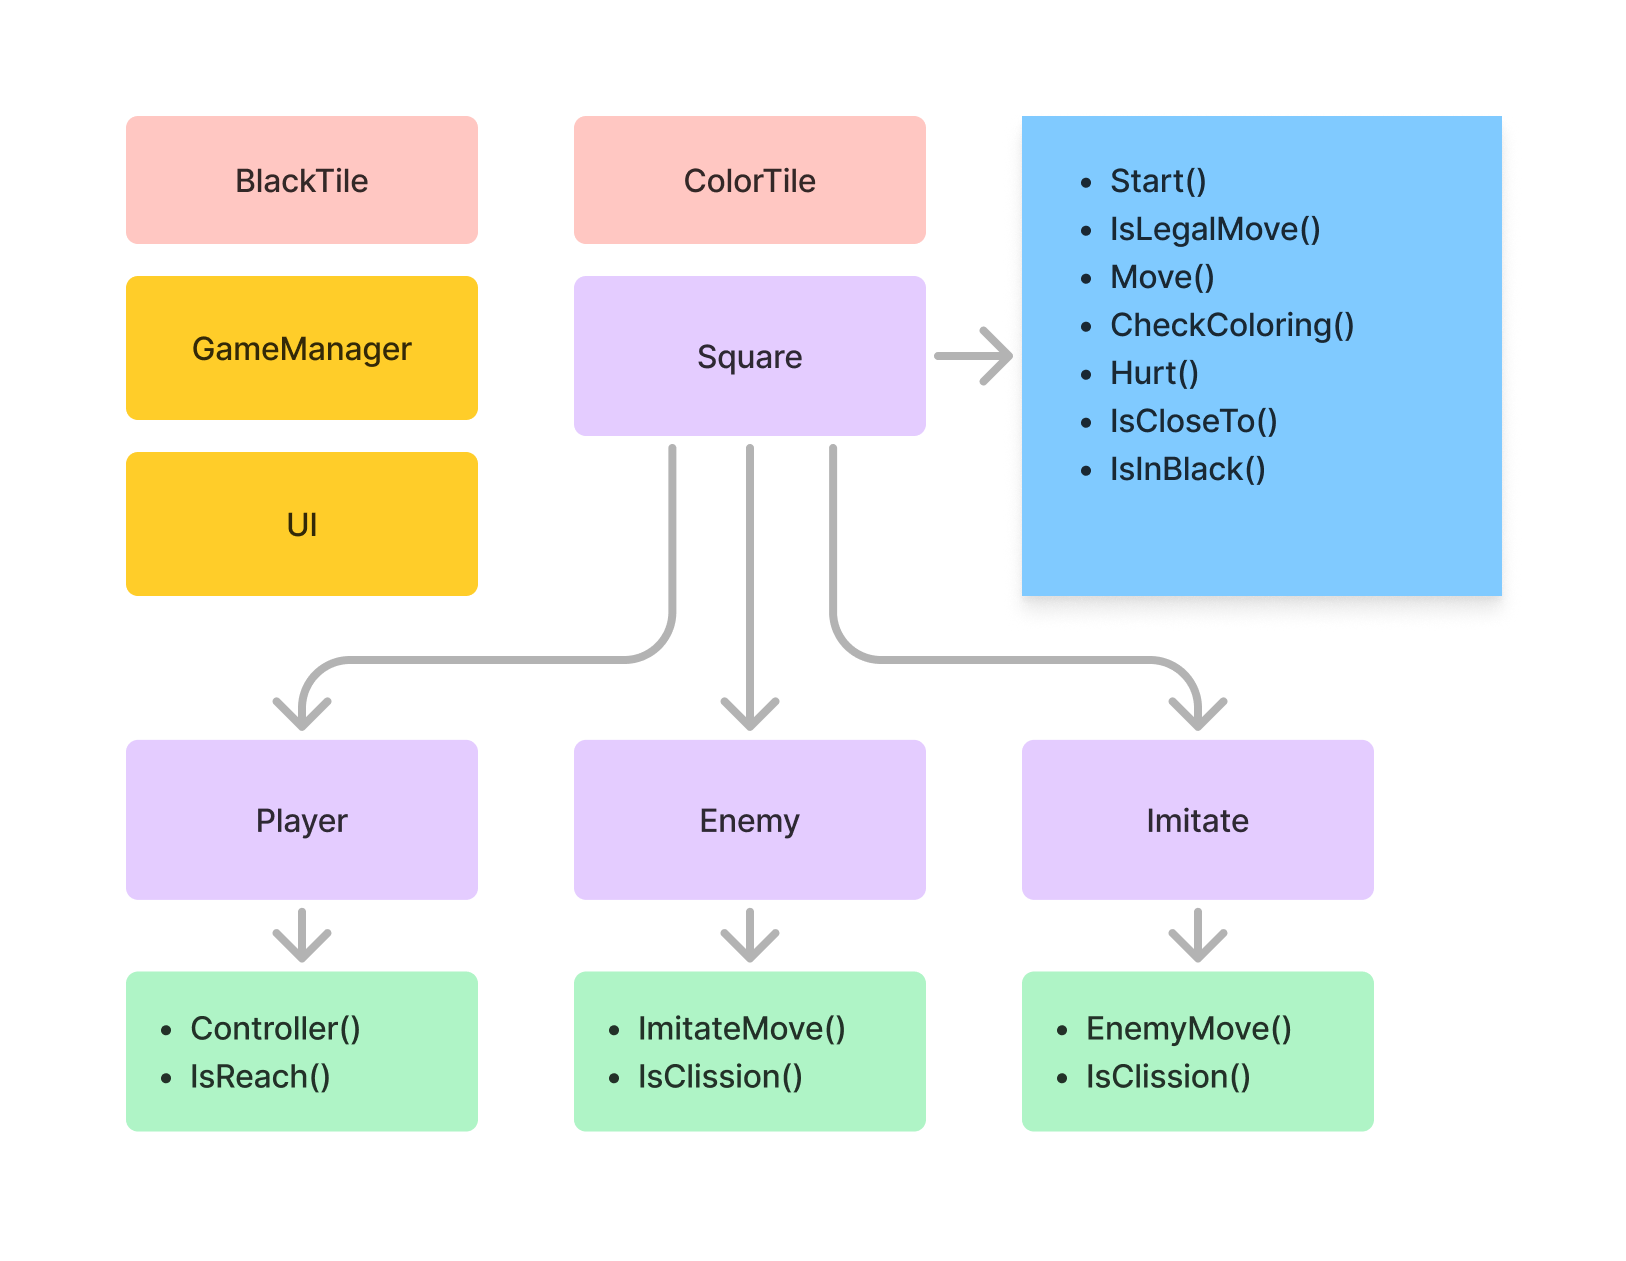 BlackTile
ColorTile
GameManager
Square
UI
• Start()
• IsLegalMove()
• Move()
• CheckColoring()
• Hurt()
• IsCloseTo()
• IsInBlack()
Player
Enemy
Imitate
• Controller()
• IsReach()
• ImitateMove()
• IsClission()
• EnemyMove()
• IsClission()